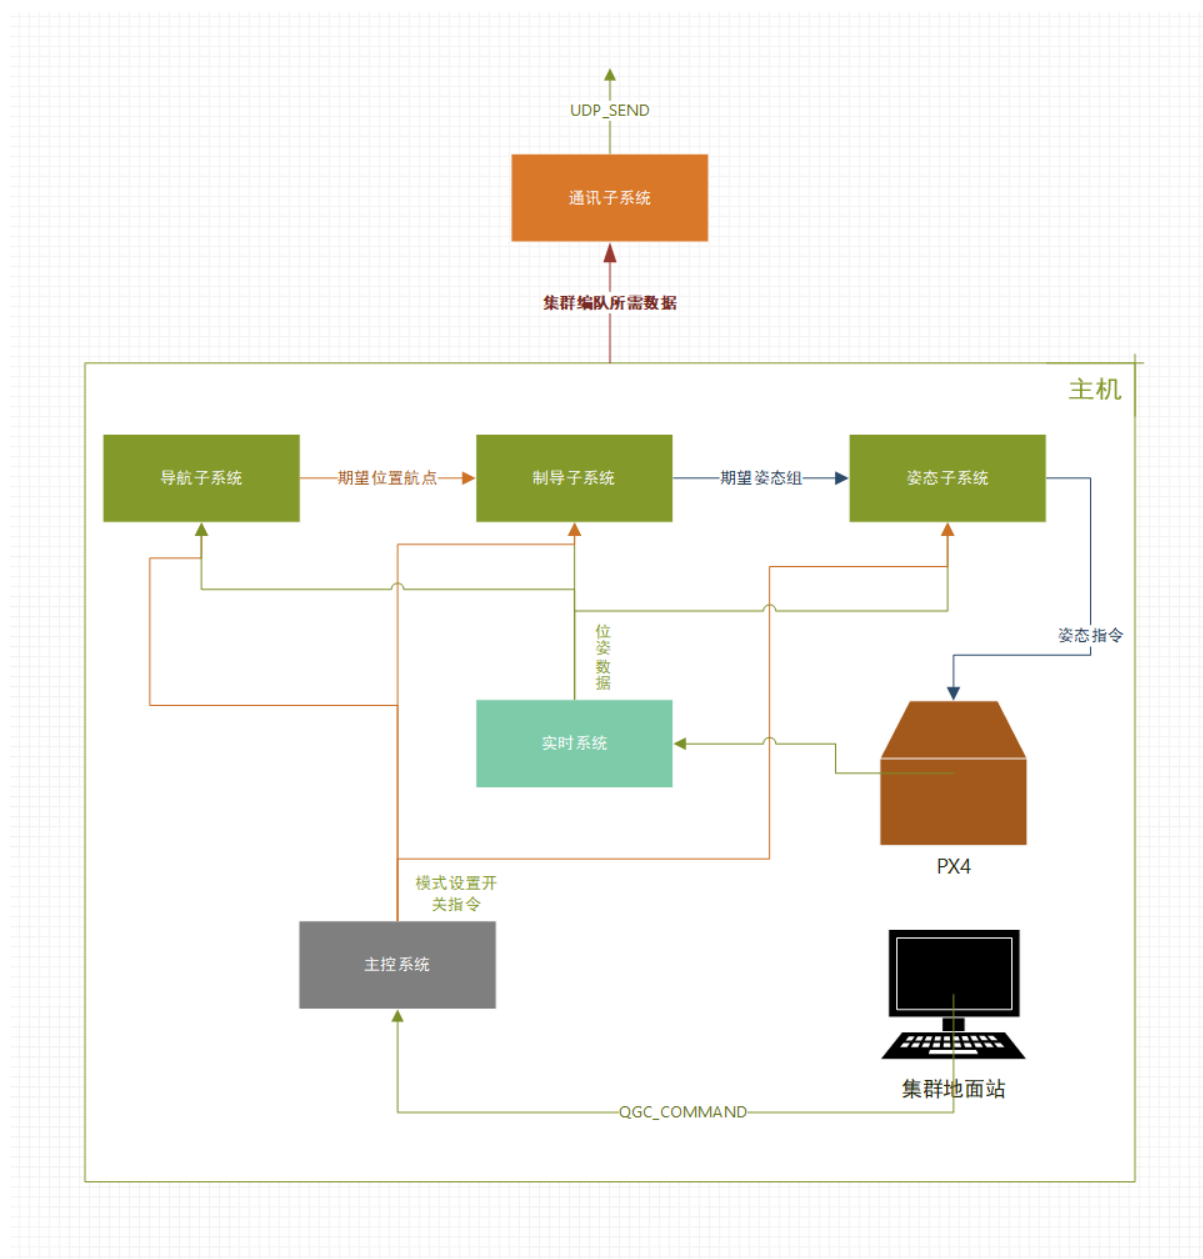 UDP_SEND
通讯子系统
集群编队所需数据
主机
导航子系统
期望位置航点
制导子系统
期望姿态组
姿态子系统
姿态指令
位
姿
数
据
实时系统
PX4
模式设置开
关指令
主控系统
集群地面站
QGC_COMMAND